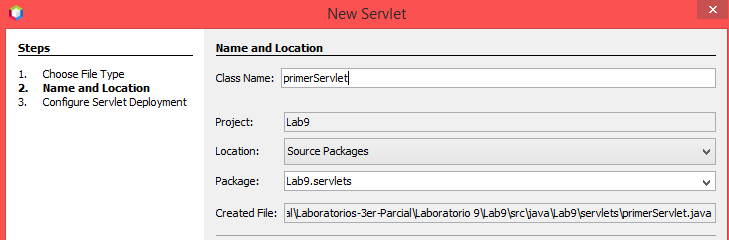 New Servlet
Steps
1. Choose File Type
2. Name and Location
3. Configure Servlet Deployment
Name and Location
Class Name: primerServlet
Project: Lab9
Location: Source Packages
Package: Lab9.servlets
Created File: al\Laboratorios-3er-Parcial\Laboratorio 9\Lab9\src\java\Lab9\servlets\primerServlet.java